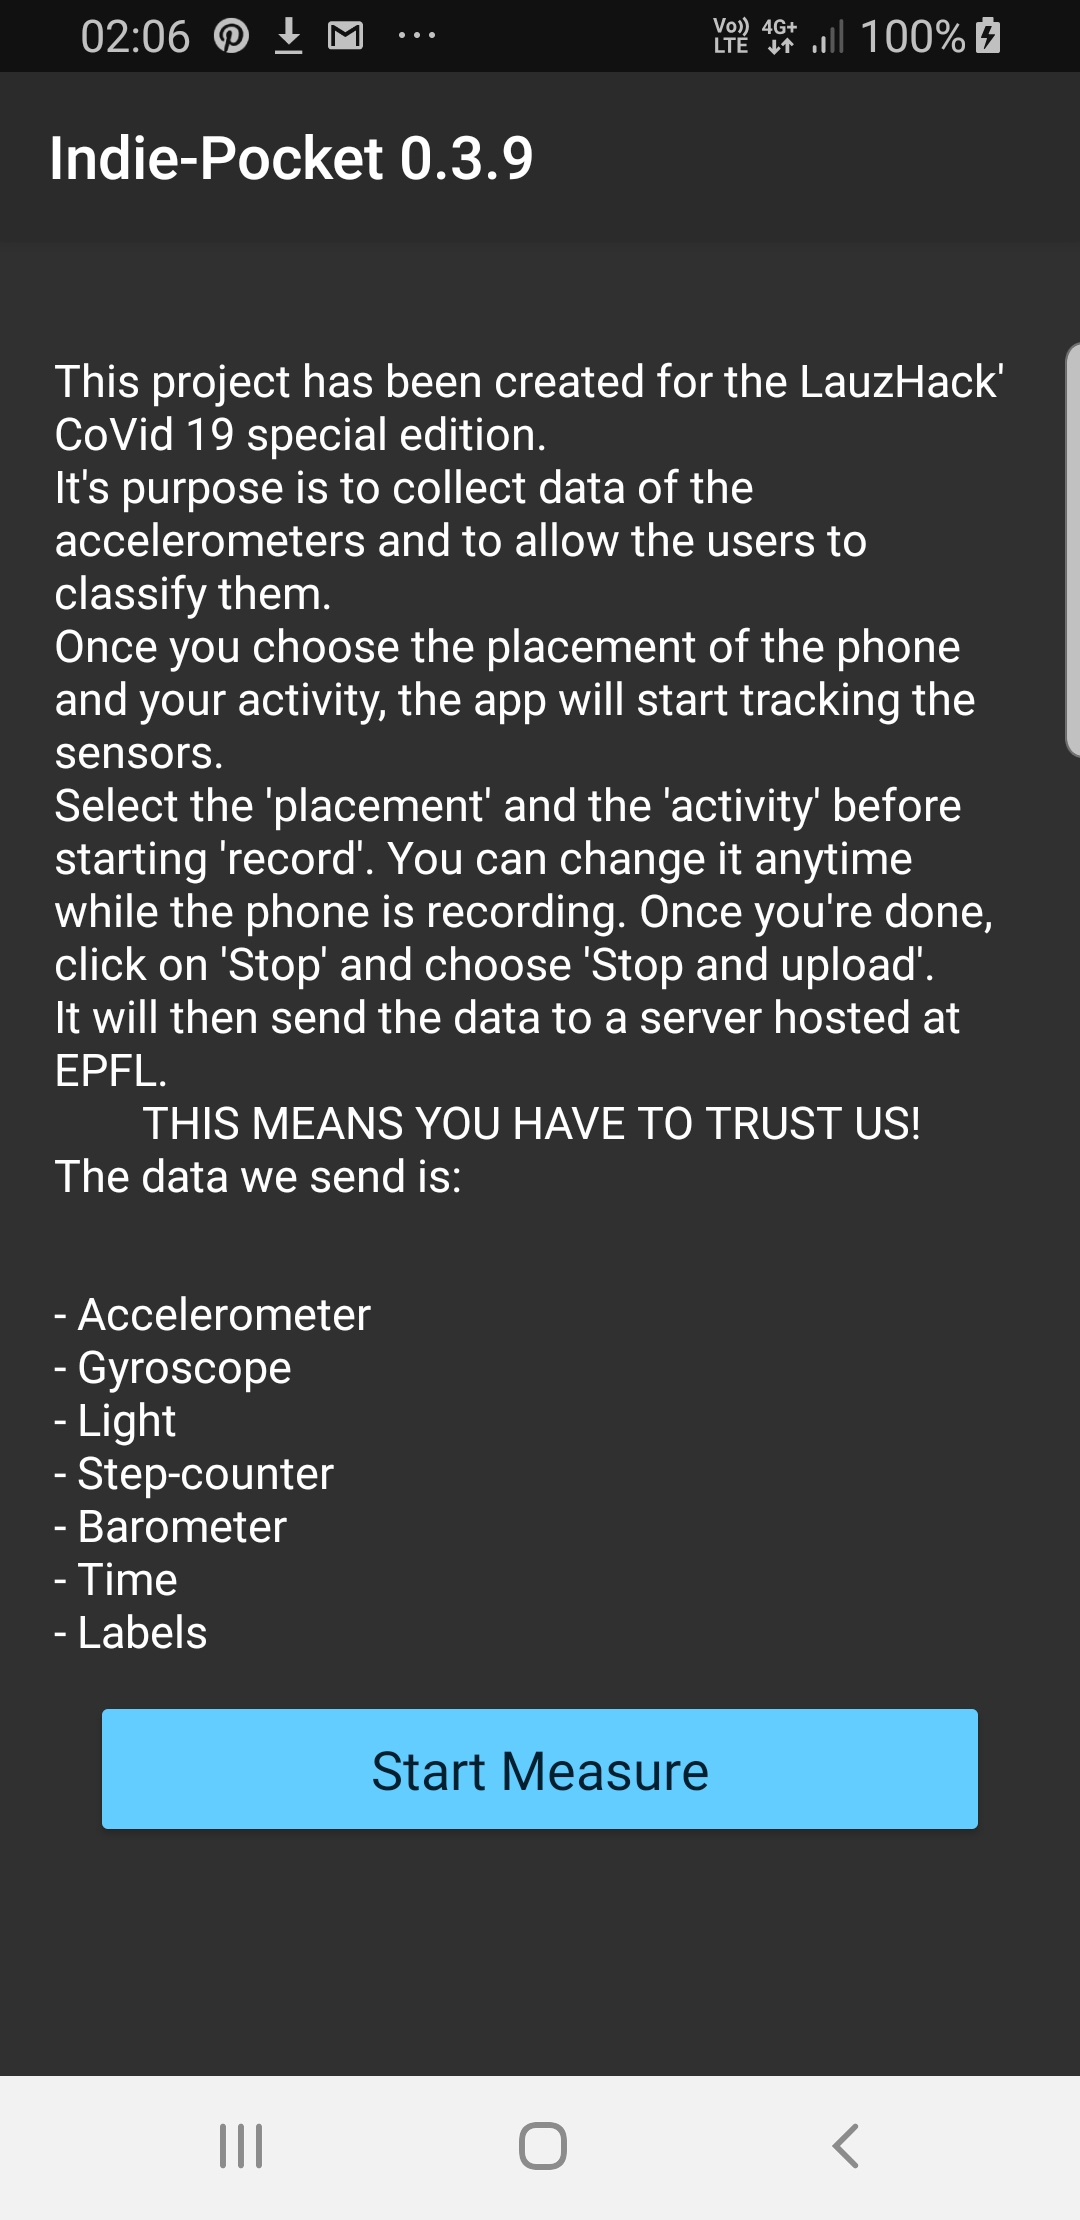 02:06
Vo)) LTE 4G+ 100%
Indie-Pocket 0.3.9
This project has been created for the LauzHack'
CoVid 19 special edition.
It's purpose is to collect data of the
accelerometers and to allow the users to
classify them.
Once you choose the placement of the phone
and your activity, the app will start tracking the
sensors.
Select the 'placement' and the 'activity' before
starting 'record'. You can change it anytime
while the phone is recording. Once you're done,
click on 'Stop' and choose 'Stop and upload'.
It will then send the data to a server hosted at
EPFL.
THIS MEANS YOU HAVE TO TRUST US!
The data we send is:
- Accelerometer
- Gyroscope
- Light
- Step-counter
- Barometer
- Time
- Labels
Start Measure